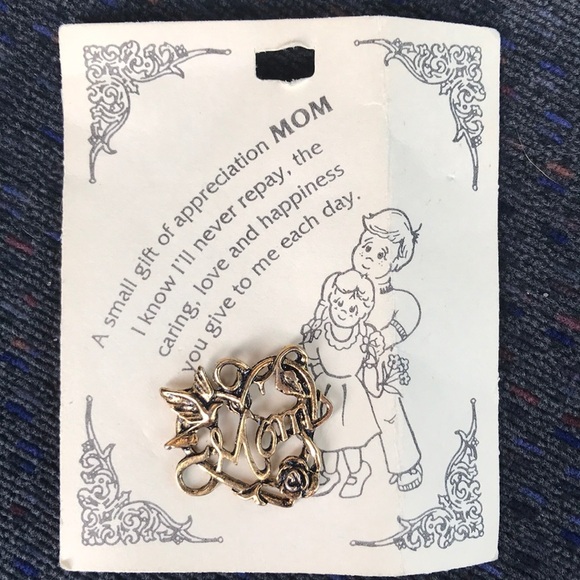 A small gift of appreciation MOM
I know I'll never repay, the
caring, love and happiness
you give to me each day.
Mom